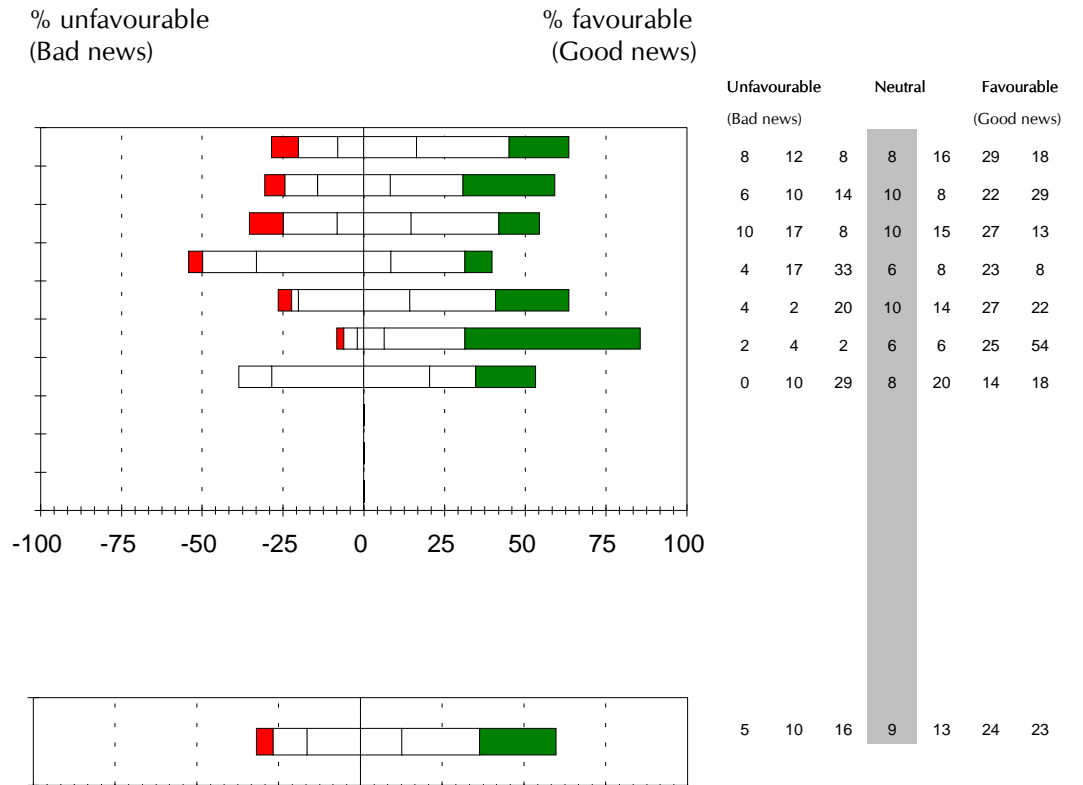 % unfavourable % favourable
(Bad news) (Good news)
Unfavourable Neutral Favourable
(Bad news) (Good news)
8 12 8 8 16 29 18
6 10 14 10 8 22 29
10 17 8 10 15 27 13
4 17 33 6 8 23 8
4 2 20 10 14 27 22
2 4 2 6 6 25 54
0 10 29 8 20 14 18
-100 -75 -50 -25 0 25 50 75 100
5 10 16 9 13 24 23